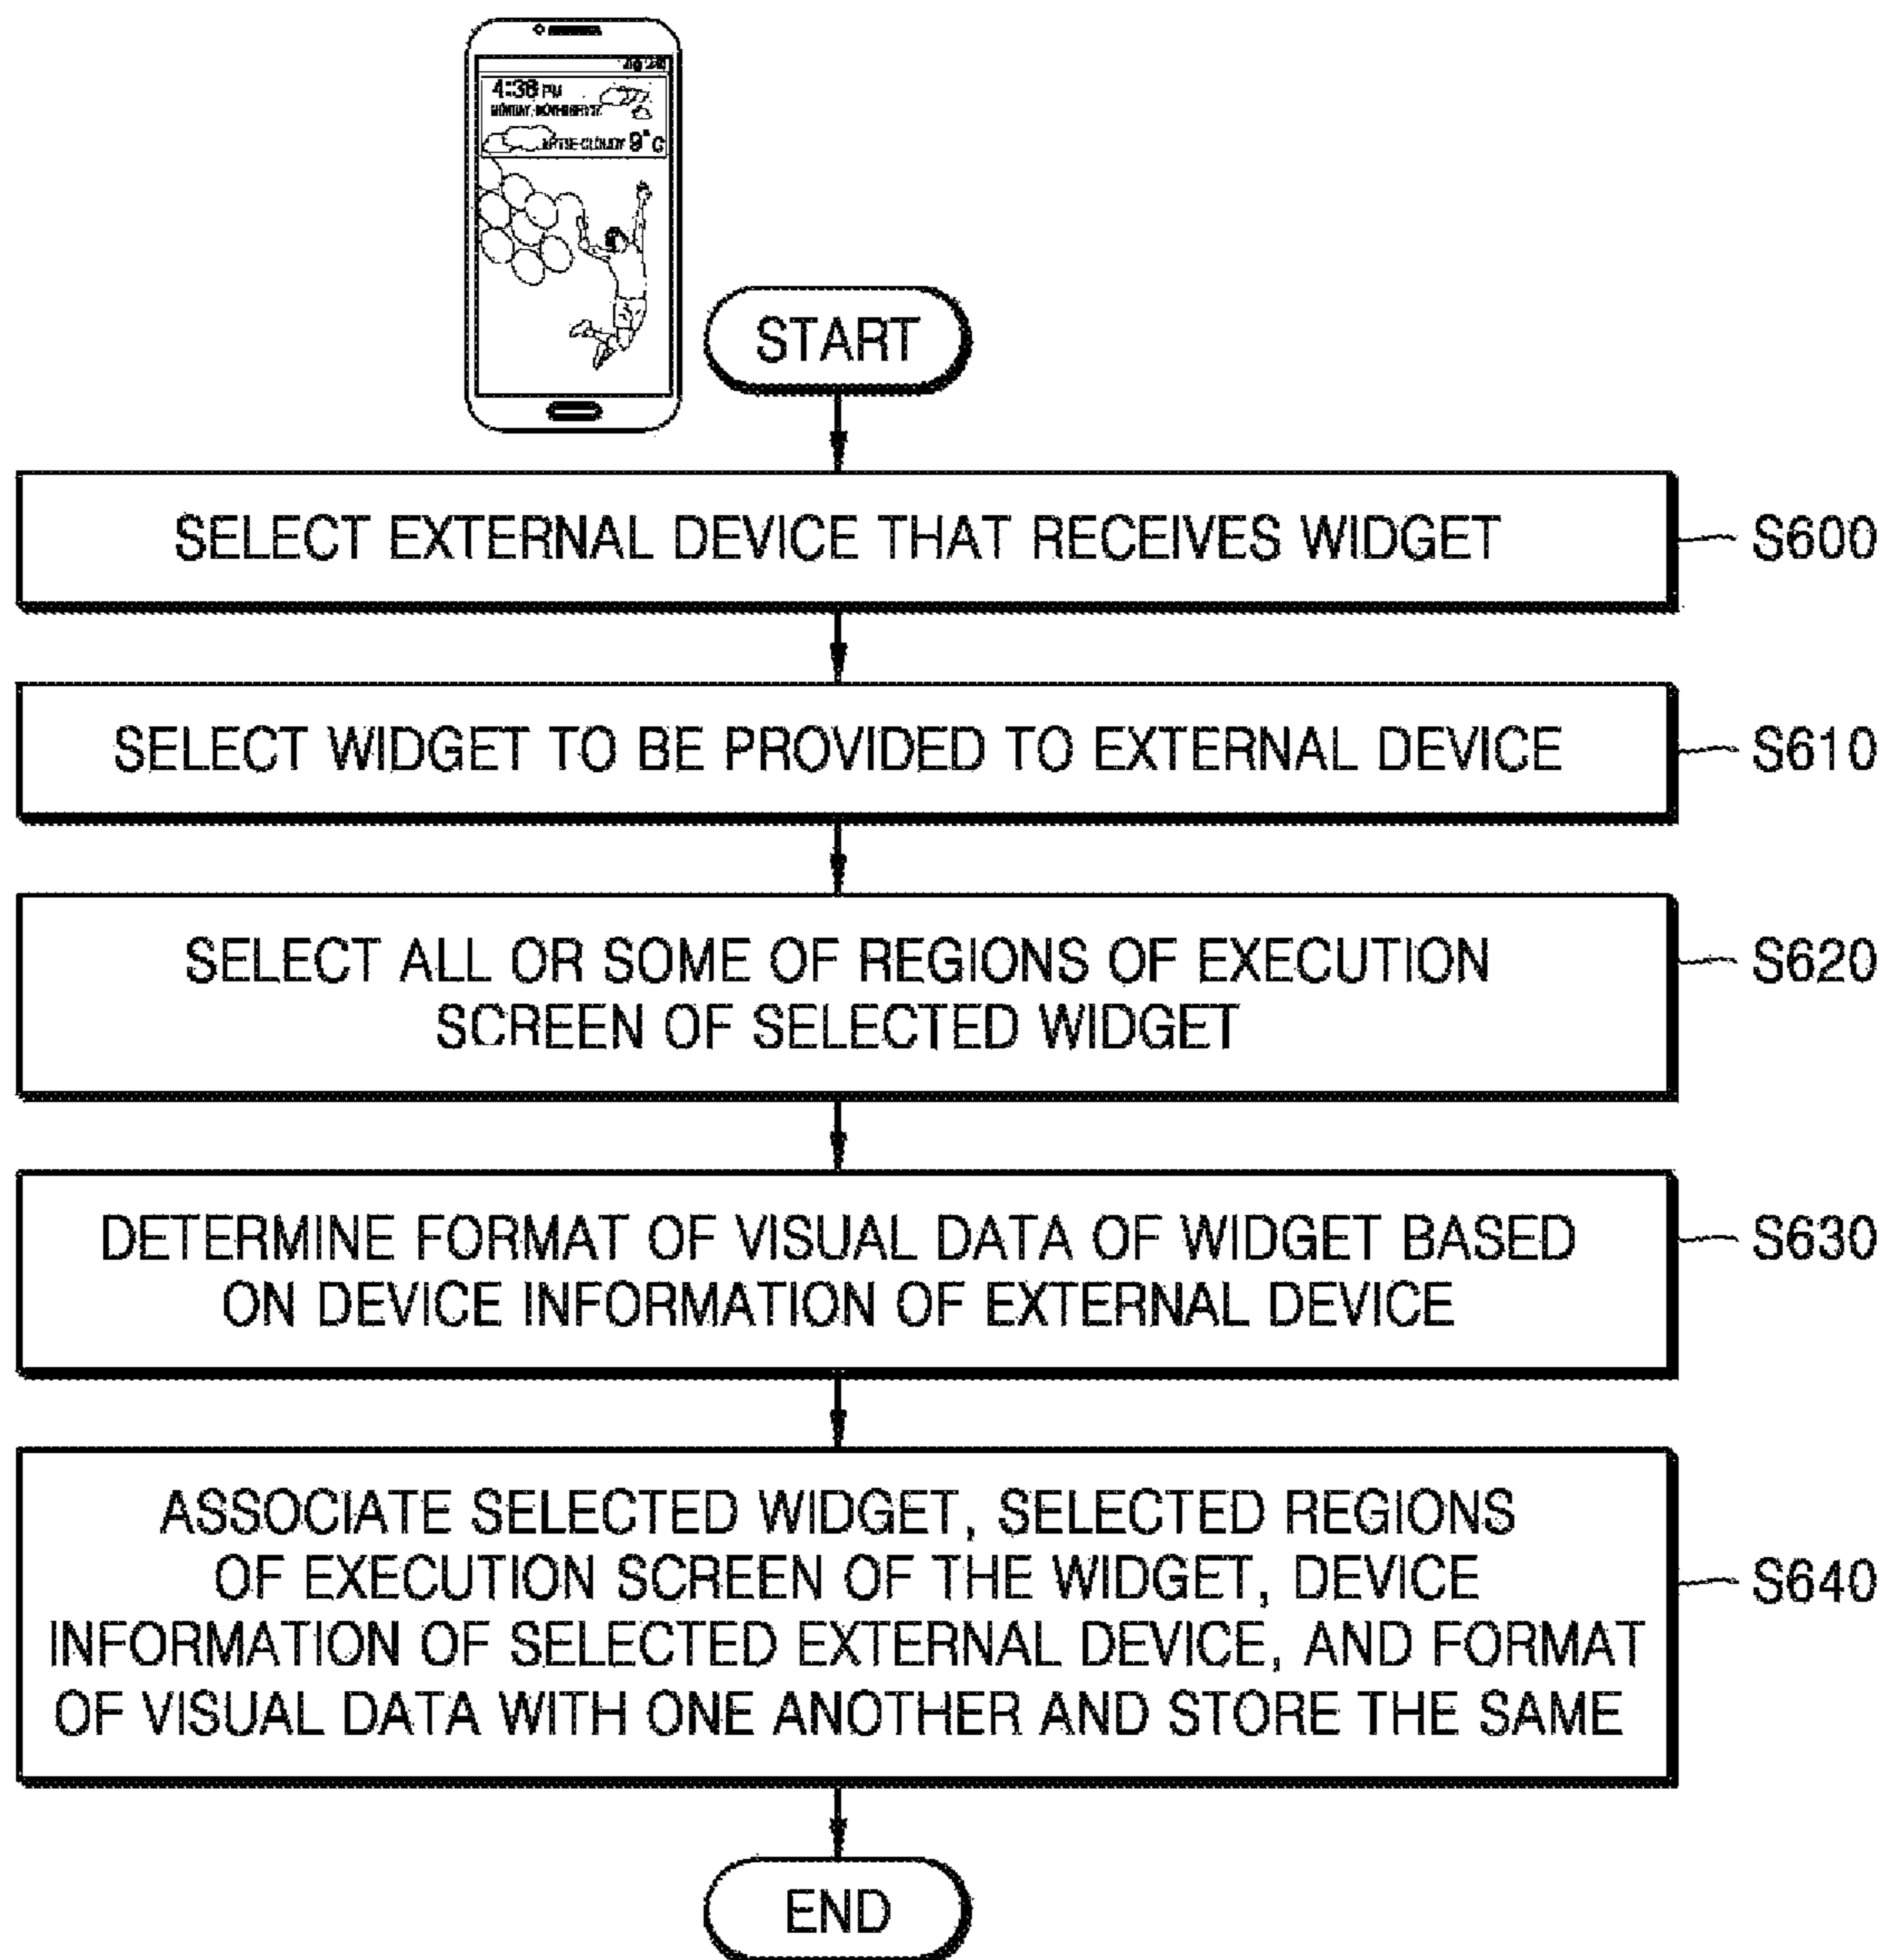 4:38 PM
CLOUDY 9°C
START
SELECT EXTERNAL DEVICE THAT RECEIVES WIDGET
S600
SELECT WIDGET TO BE PROVIDED TO EXTERNAL DEVICE
S610
SELECT ALL OR SOME OF REGIONS OF EXECUTION
SCREEN OF SELECTED WIDGET
S620
DETERMINE FORMAT OF VISUAL DATA OF WIDGET BASED
ON DEVICE INFORMATION OF EXTERNAL DEVICE
S630
ASSOCIATE SELECTED WIDGET, SELECTED REGIONS
OF EXECUTION SCREEN OF THE WIDGET, DEVICE
INFORMATION OF SELECTED EXTERNAL DEVICE, AND FORMAT
OF VISUAL DATA WITH ONE ANOTHER AND STORE THE SAME
S640
END